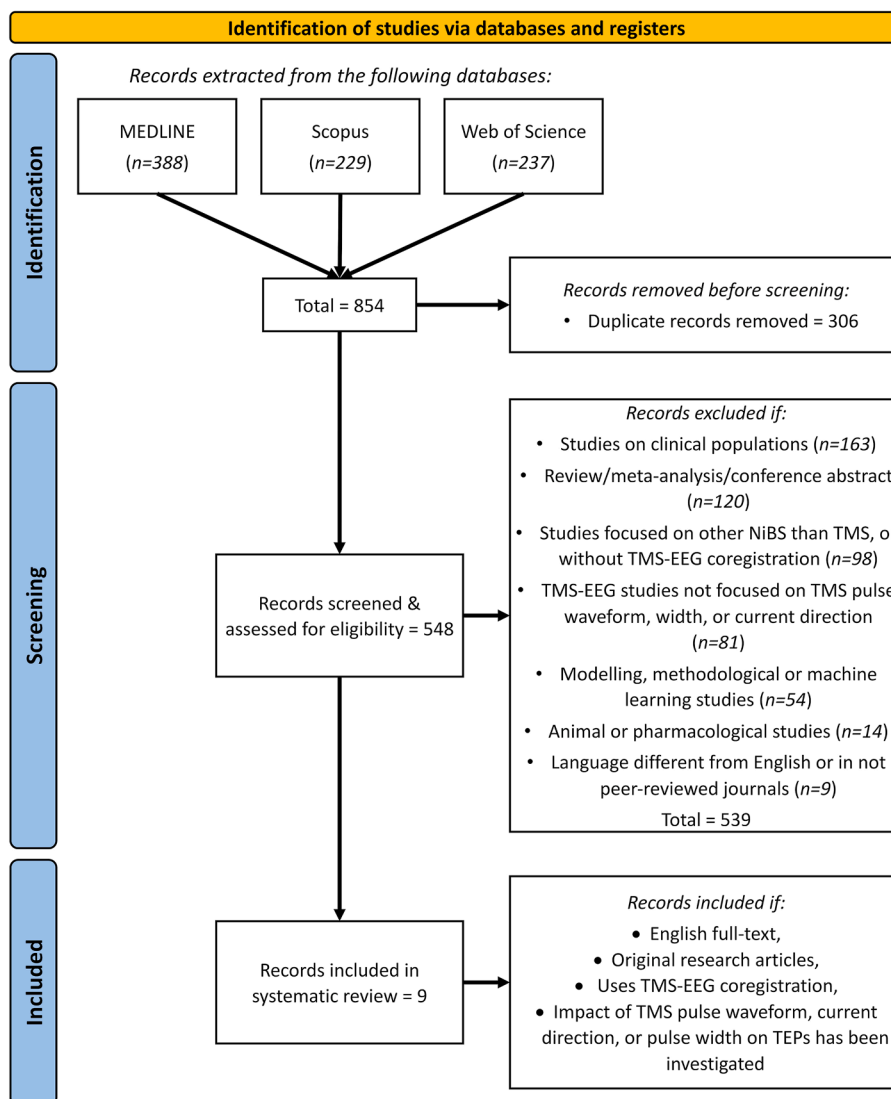 Identification of studies via databases and registers
Identification
Records extracted from the following databases:
MEDLINE
(n=388)
Scopus
(n=229)
Web of Science
(n=237)
Total = 854
Records removed before screening:
• Duplicate records removed = 306
Screening
Records screened &
assessed for eligibility = 548
Records excluded if:
• Studies on clinical populations (n=163)
• Review/meta-analysis/conference abstract
(n=120)
• Studies focused on other NiBS than TMS, o
without TMS-EEG coregistration (n=98)
• TMS-EEG studies not focused on TMS pulse
waveform, width, or current direction
(n=81)
• Modelling, methodological or machine
learning studies (n=54)
• Animal or pharmacological studies (n=14)
• Language different from English or in not
peer-reviewed journals (n=9)
Total = 539
Included
Records included in
systematic review = 9
Records included if:
● English full-text,
● Original research articles,
● Uses TMS-EEG coregistration,
● Impact of TMS pulse waveform, current
direction, or pulse width on TEPs has been
investigated